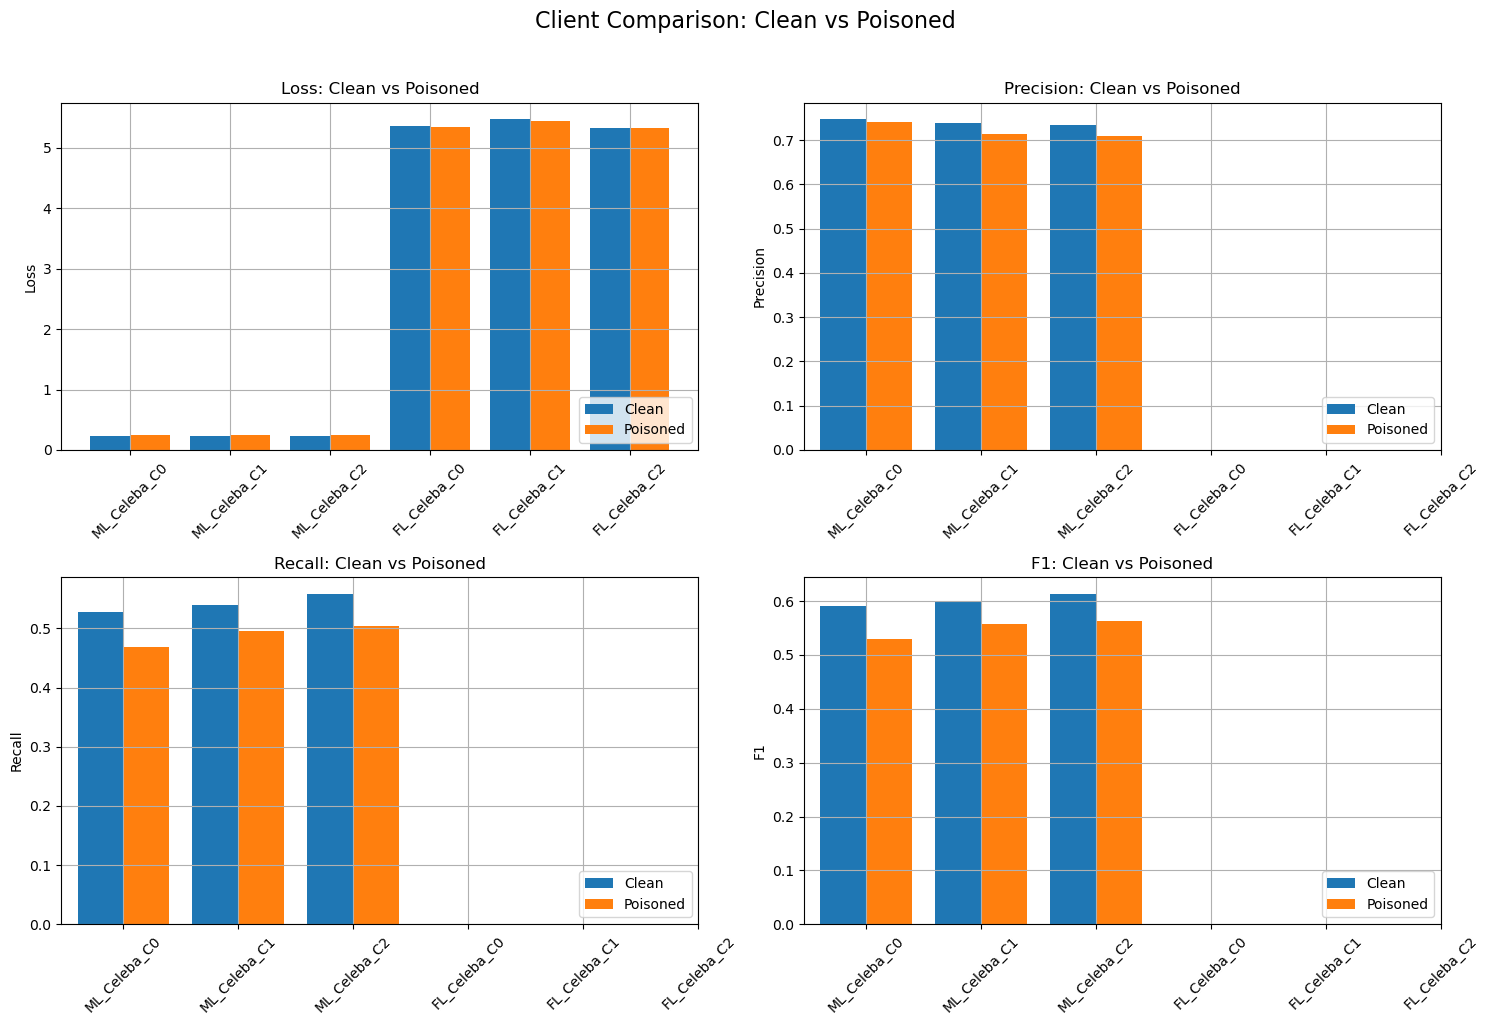 Client Comparison: Clean vs Poisoned
Loss: Clean vs Poisoned
Loss
5
4
3
2
1
0
ML_Celeba_C0
ML_Celeba_C1
ML_Celeba_C2
FL_Celeba_C0
FL_Celeba_C1
FL_Celeba_C2
Clean
Poisoned
Precision: Clean vs Poisoned
Precision
0.7
0.6
0.5
0.4
0.3
0.2
0.1
0.0
ML_Celeba_C0
ML_Celeba_C1
ML_Celeba_C2
FL_Celeba_C0
FL_Celeba_C1
FL_Celeba_C2
Clean
Poisoned
Recall: Clean vs Poisoned
Recall
0.5
0.4
0.3
0.2
0.1
0.0
ML_Celeba_C0
ML_Celeba_C1
ML_Celeba_C2
FL_Celeba_C0
FL_Celeba_C1
FL_Celeba_C2
Clean
Poisoned
F1: Clean vs Poisoned
F1
0.6
0.5
0.4
0.3
0.2
0.1
0.0
ML_Celeba_C0
ML_Celeba_C1
ML_Celeba_C2
FL_Celeba_C0
FL_Celeba_C1
FL_Celeba_C2
Clean
Poisoned